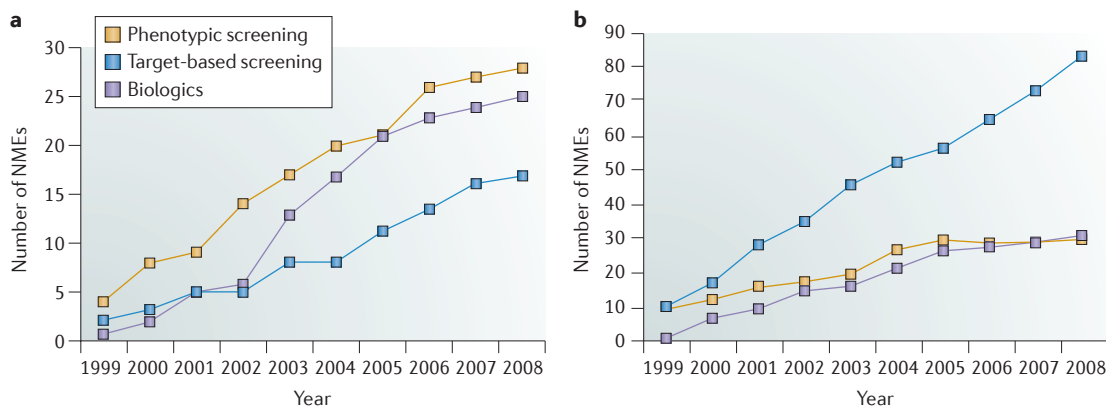 a
Phenotypic screening
Target-based screening
Biologics
Number of NMEs
30
25
20
15
10
5
0
1999 2000 2001 2002 2003 2004 2005 2006 2007 2008
Year
b
Number of NMEs
90
80
70
60
50
40
30
20
10
0
1999 2000 2001 2002 2003 2004 2005 2006 2007 2008
Year